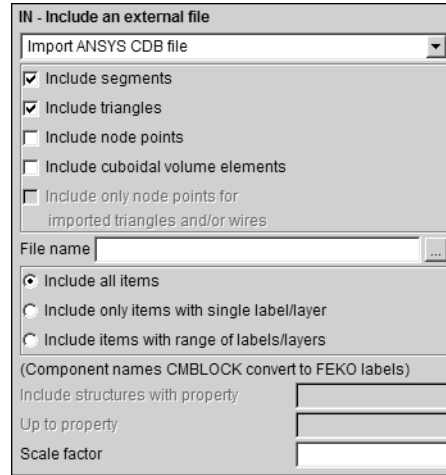 IN - Include an external file
Import ANSYS CDB file
Include segments
Include triangles
Include node points
Include cuboidal volume elements
Include only node points for
imported triangles and/or wires
File name
...
Include all items
Include only items with single label/layer
Include items with range of labels/layers
(Component names CMBLOCK convert to FEKO labels)
Include structures with property
Up to property
Scale factor